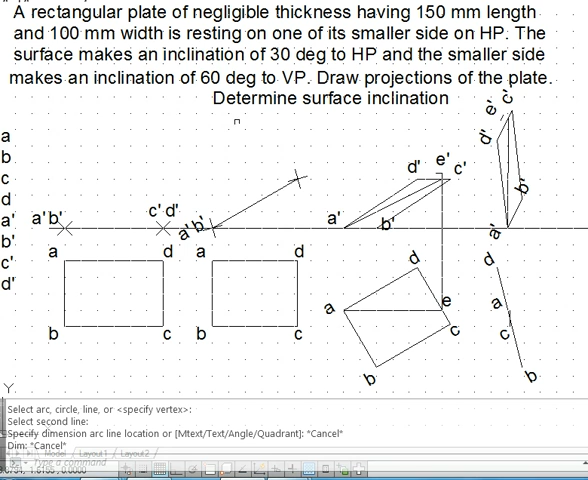 A rectangular plate of negligible thickness having 150 mm length
and 100 mm width is resting on one of its smaller side on HP. The
surface makes an inclination of 30 deg to HP and the smaller side
makes an inclination of 60 deg to VP. Draw projections of the plate.
Determine surface inclination
a
b
c
d
a'
b'
c'
d'
a'b' c'd'
a'b'
a' b' d' e' c'
d' e' c' b' a'
a d
b c
a d
b c
a d e c b
d a c b
Y
Select arc, circle, line, or <specify vertex>:
Select second line:
Specify dimension arc line location or [Mtext/Text/Angle/Quadrant]: *Cancel*
Dim: *Cancel*
Model Layout1 Layout2
Type a command